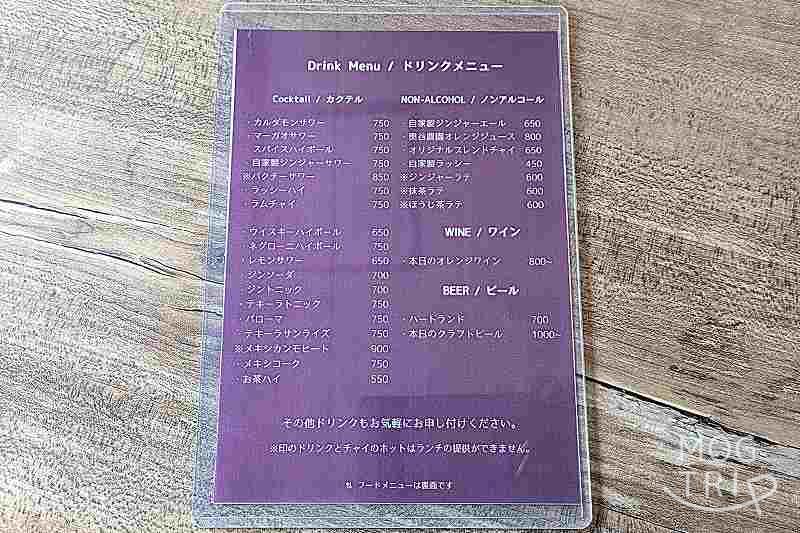 Drink Menu / ドリンクメニュー
Cocktail / カクテル
・カルダモンサワー 750
・マーガオサワー 750
スパイスハイボール 750
・自家製ジンジャーサワー 750
※パクチーサワー 850
・ラッシーハイ 750
・ラムチャイ 750
・ウイスキーハイボール 650
・ネグローニハイボール 750
・レモンサワー 650
・ジンソーダ 700
・ジントニック 700
・テキーラトニック 750
・パローマ 750
・テキーラサンライズ 750
※メキシカンモヒート 900
・メキシコーク 750
・お茶ハイ 550
NON-ALCOHOL / ノンアルコール
・自家製ジンジャーエール 650
・奥谷農園オレンジジュース 800
・オリジナルブレンドチャイ 650
・自家製ラッシー 450
※ジンジャーラテ 600
※抹茶ラテ 600
※ほうじ茶ラテ 600
WINE / ワイン
・本日のオレンジワイン 800~
BEER / ビール
・ハートランド 700
・本日のクラフトビール 1000~
その他ドリンクもお気軽にお申し付けください。
※印のドリンクとチャイのホットはランチの提供ができません。
⇅ フードメニューは裏面です
MOG
TRIP